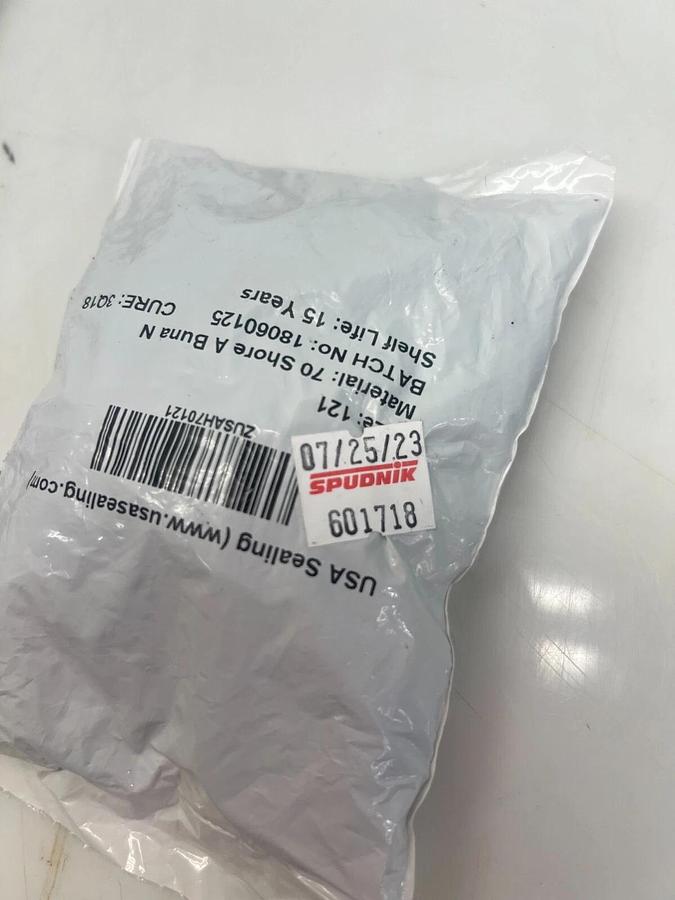 USA Sealing (www.usasealing.com)
ZUSAH70121
121
Material: 70 Shore A Buna N
BATCH No: 18060125 CURE: 3Q18
Shelf Life: 15 Years
07/25/23
SPUDNiK
601718